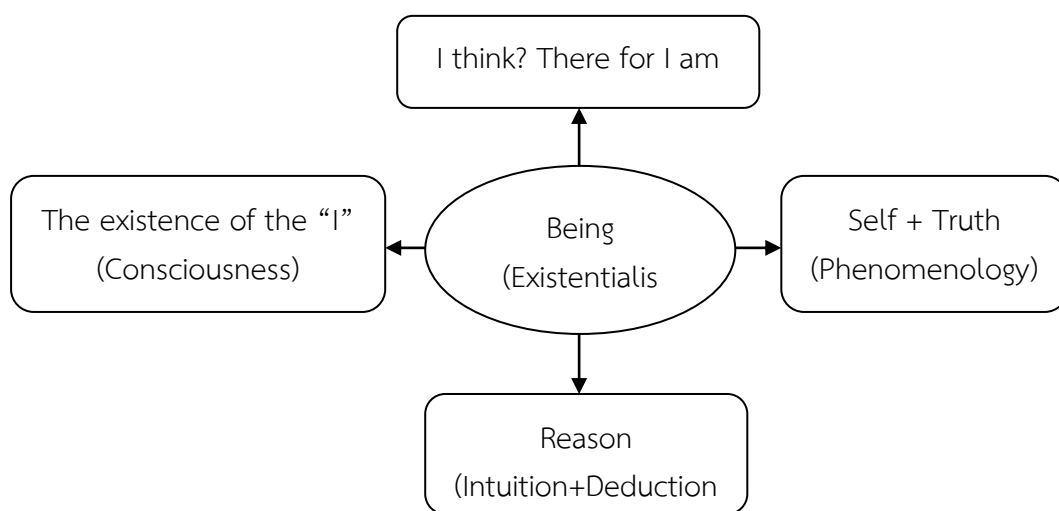 I think? There for I am
The existence of the “I”
(Consciousness)
Being
(Existentialis
Self + Truth
(Phenomenology)
Reason
(Intuition+Deduction